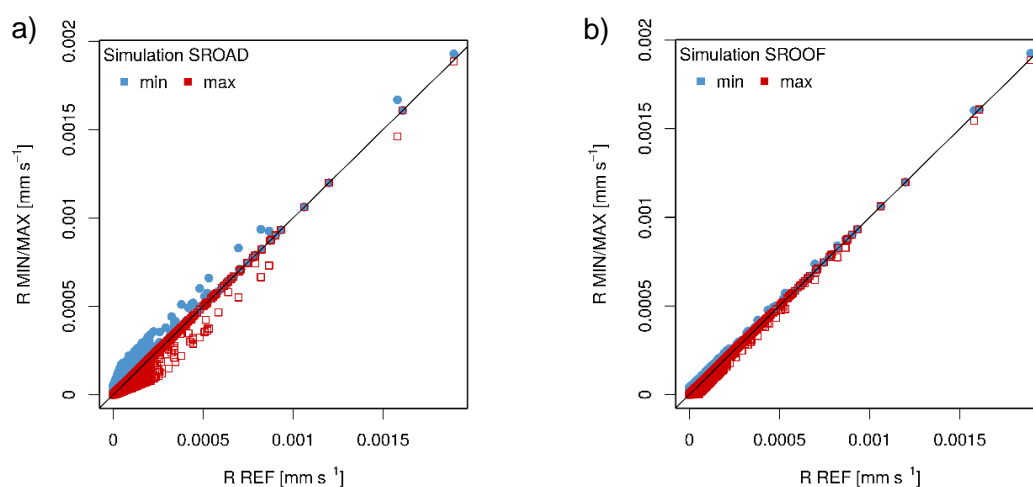 a)
Simulation SROAD
min max
R MIN/MAX [mm s⁻¹]
0.002
0.0015
0.001
0.0005
0
0 0.0005 0.001 0.0015
R REF [mm s ¹]
b)
Simulation SROOF
min max
R MIN/MAX [mm s⁻¹]
0.002
0.0015
0.001
0.0005
0
0 0.0005 0.001 0.0015
R REF [mm s ¹]